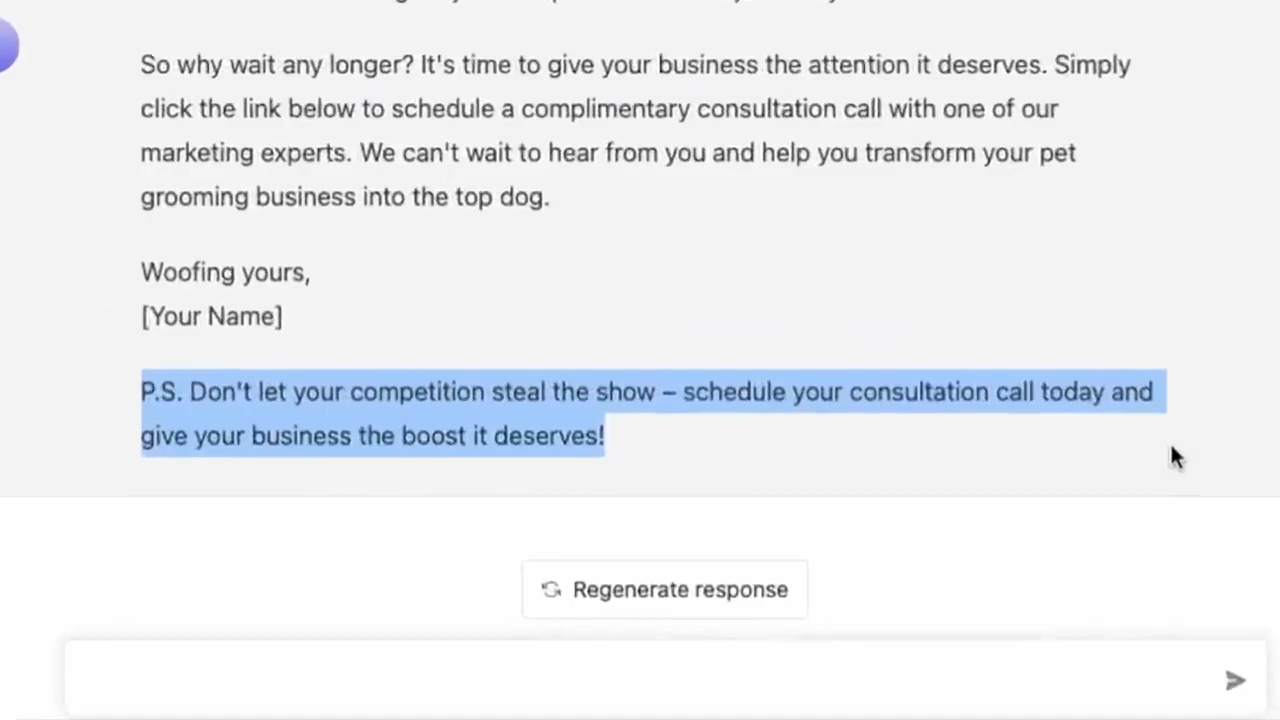 So why wait any longer? It's time to give your business the attention it deserves. Simply
click the link below to schedule a complimentary consultation call with one of our
marketing experts. We can't wait to hear from you and help you transform your pet
grooming business into the top dog.
Woofing yours,
[Your Name]
P.S. Don't let your competition steal the show – schedule your consultation call today and
give your business the boost it deserves!
Regenerate response